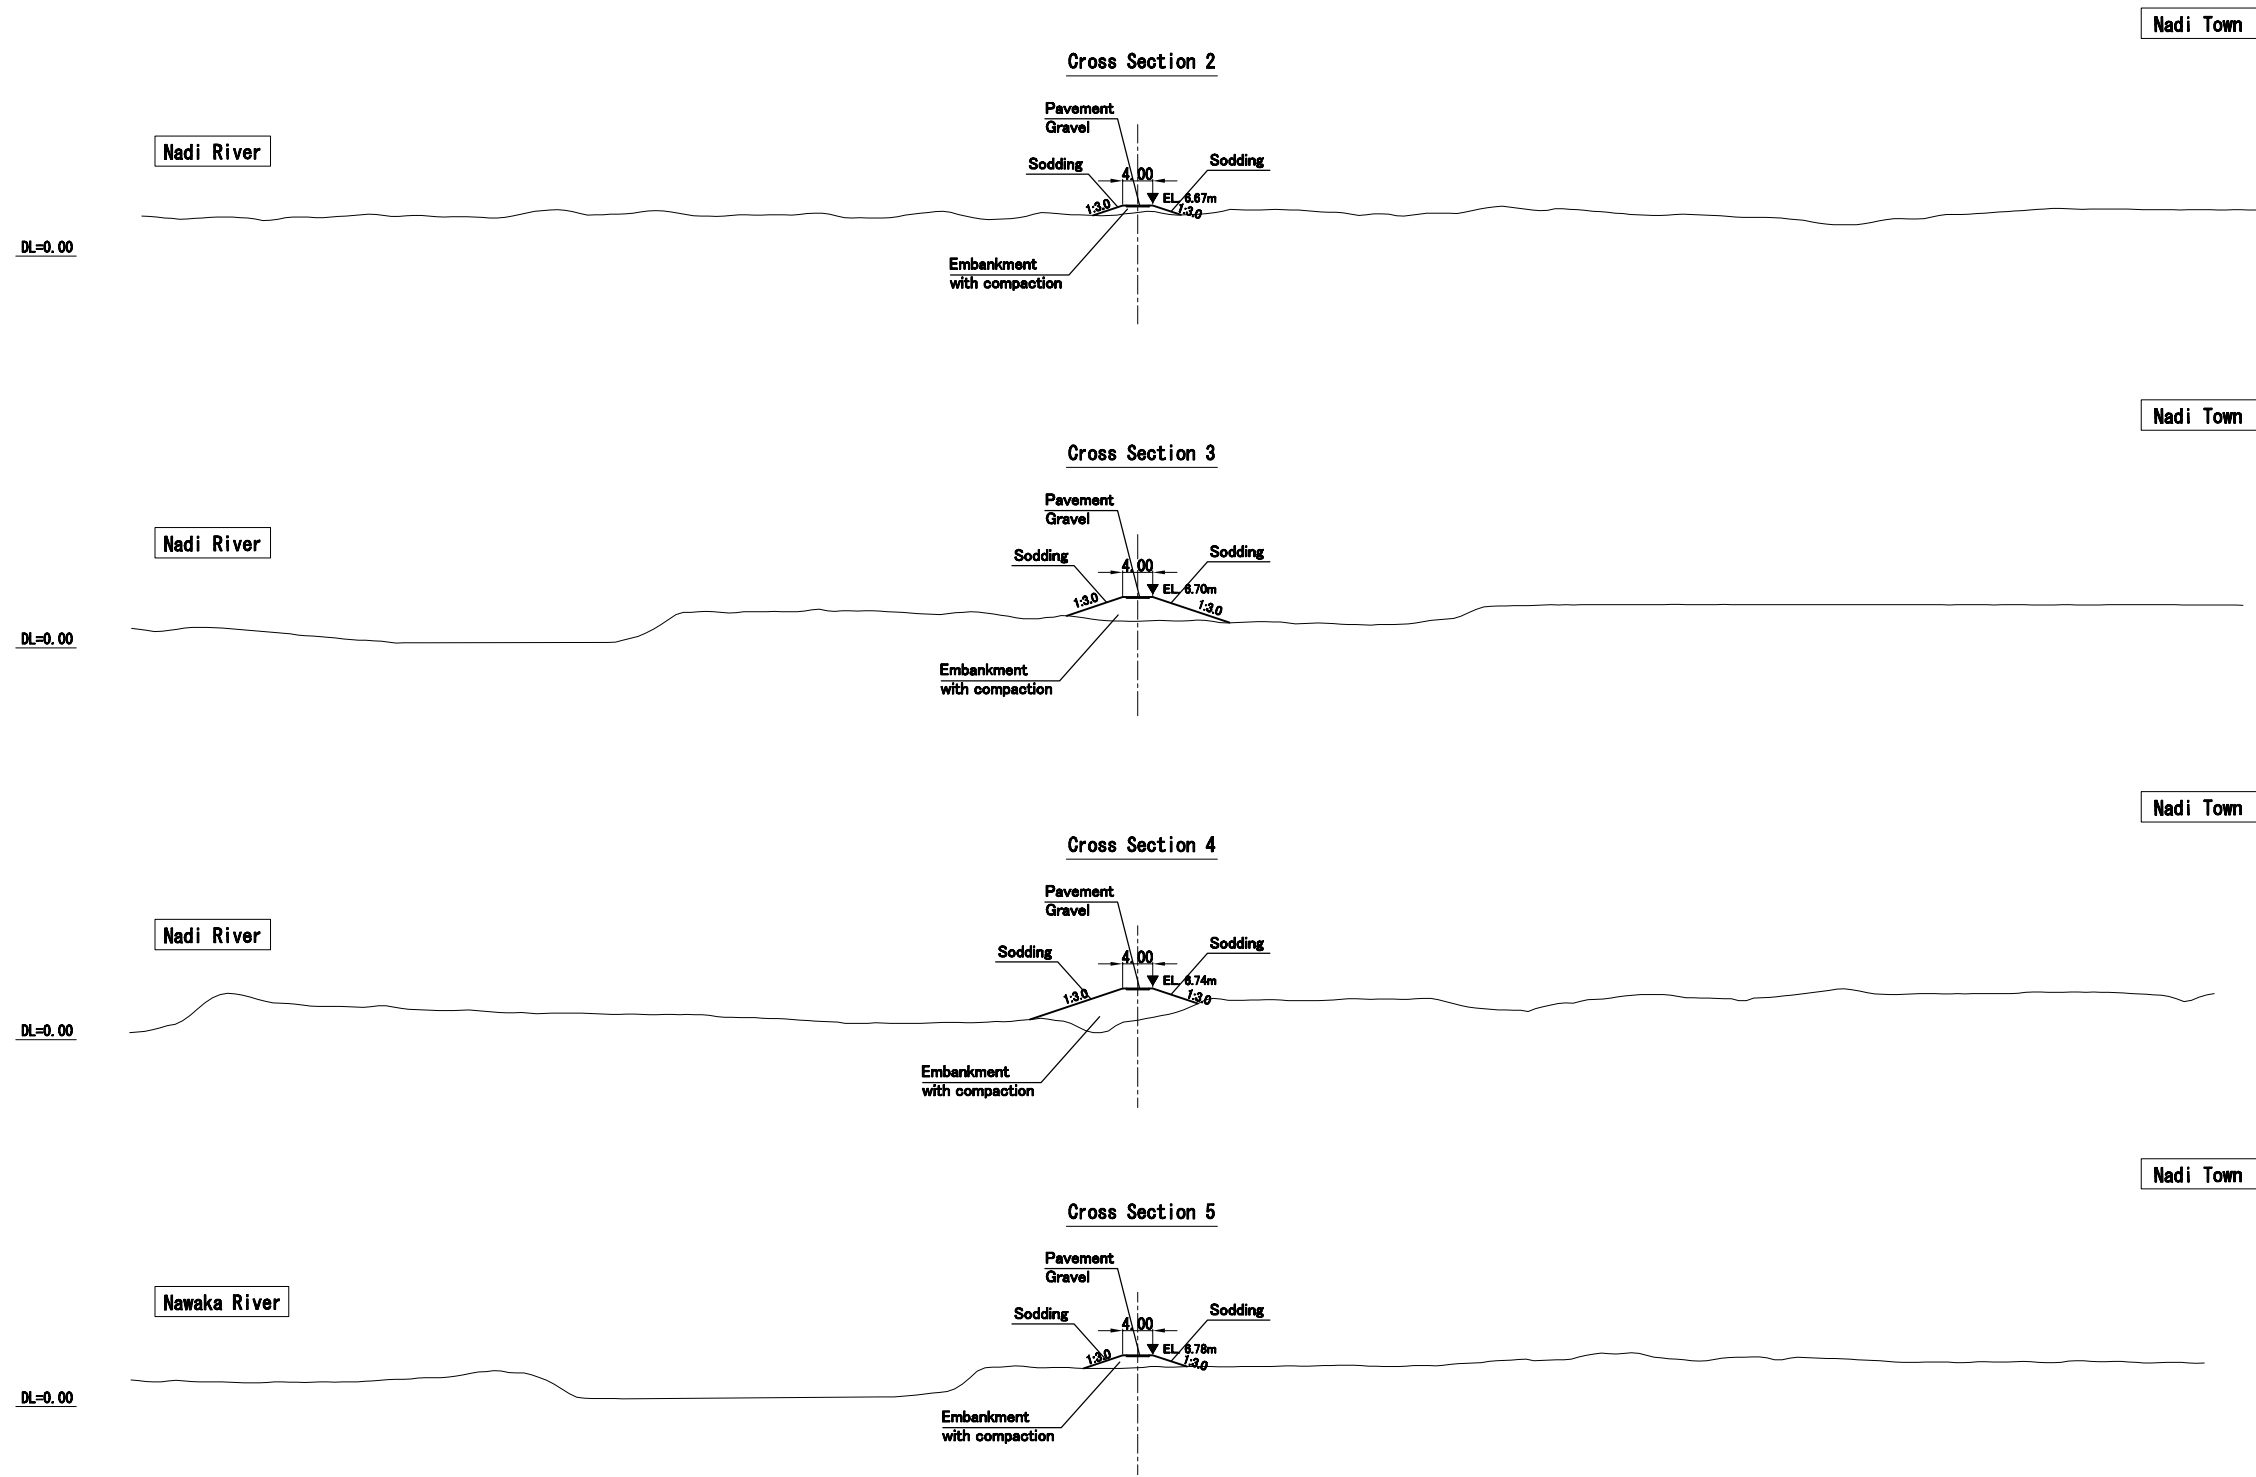 Nadi Town
Cross Section 2
Pavement
Gravel
Nadi River
Sodding
Sodding
4.00
EL 6.67m
1:3.0
1:3.0
DL=0.00
Embankment
with compaction
Nadi Town
Cross Section 3
Pavement
Gravel
Nadi River
Sodding
Sodding
4.00
EL 6.70m
1:3.0
1:3.0
DL=0.00
Embankment
with compaction
Nadi Town
Cross Section 4
Pavement
Gravel
Nadi River
Sodding
Sodding
4.00
EL 6.74m
1:3.0
1:3.0
DL=0.00
Embankment
with compaction
Nadi Town
Cross Section 5
Pavement
Gravel
Nawaka River
Sodding
Sodding
4.00
EL 6.78m
1:3.0
1:3.0
DL=0.00
Embankment
with compaction